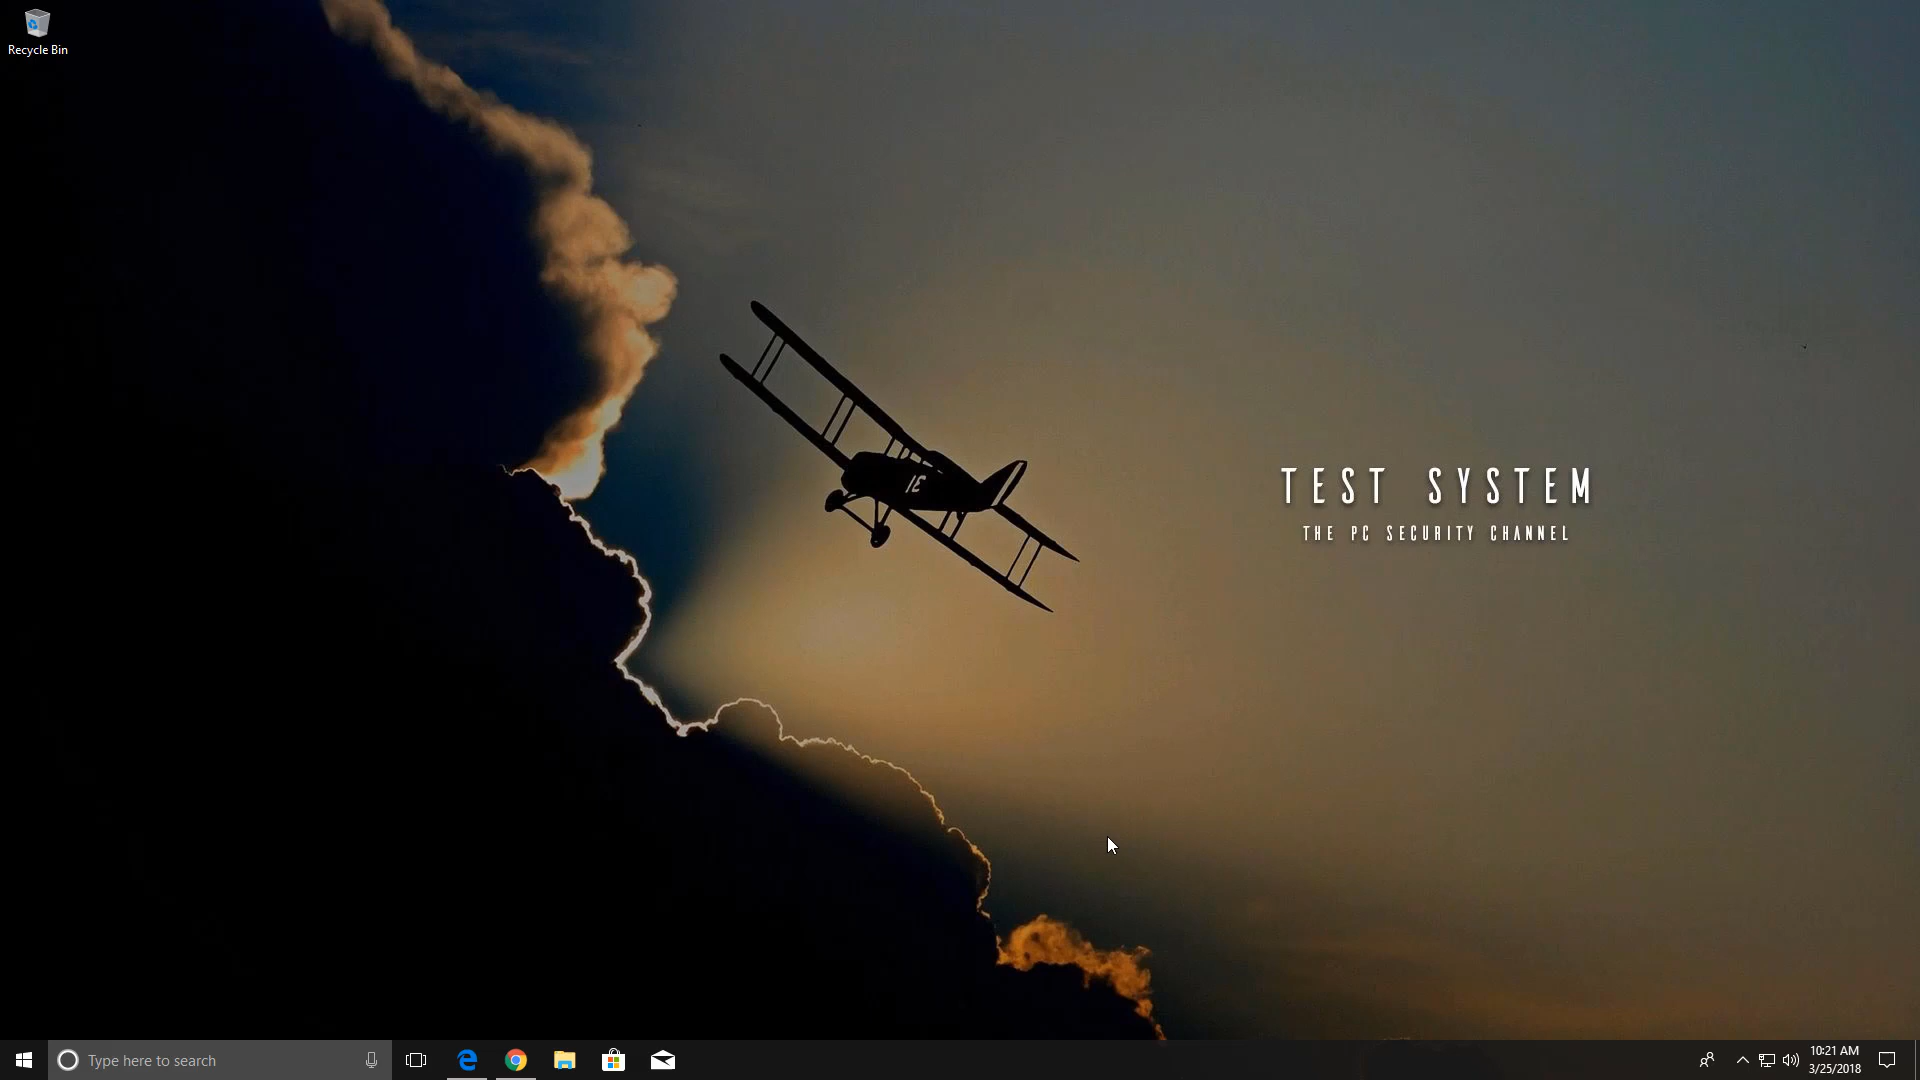 Recycle Bin
TEST SYSTEM
THE PC SECURITY CHANNEL
Type here to search
10:21 AM
3/25/2018